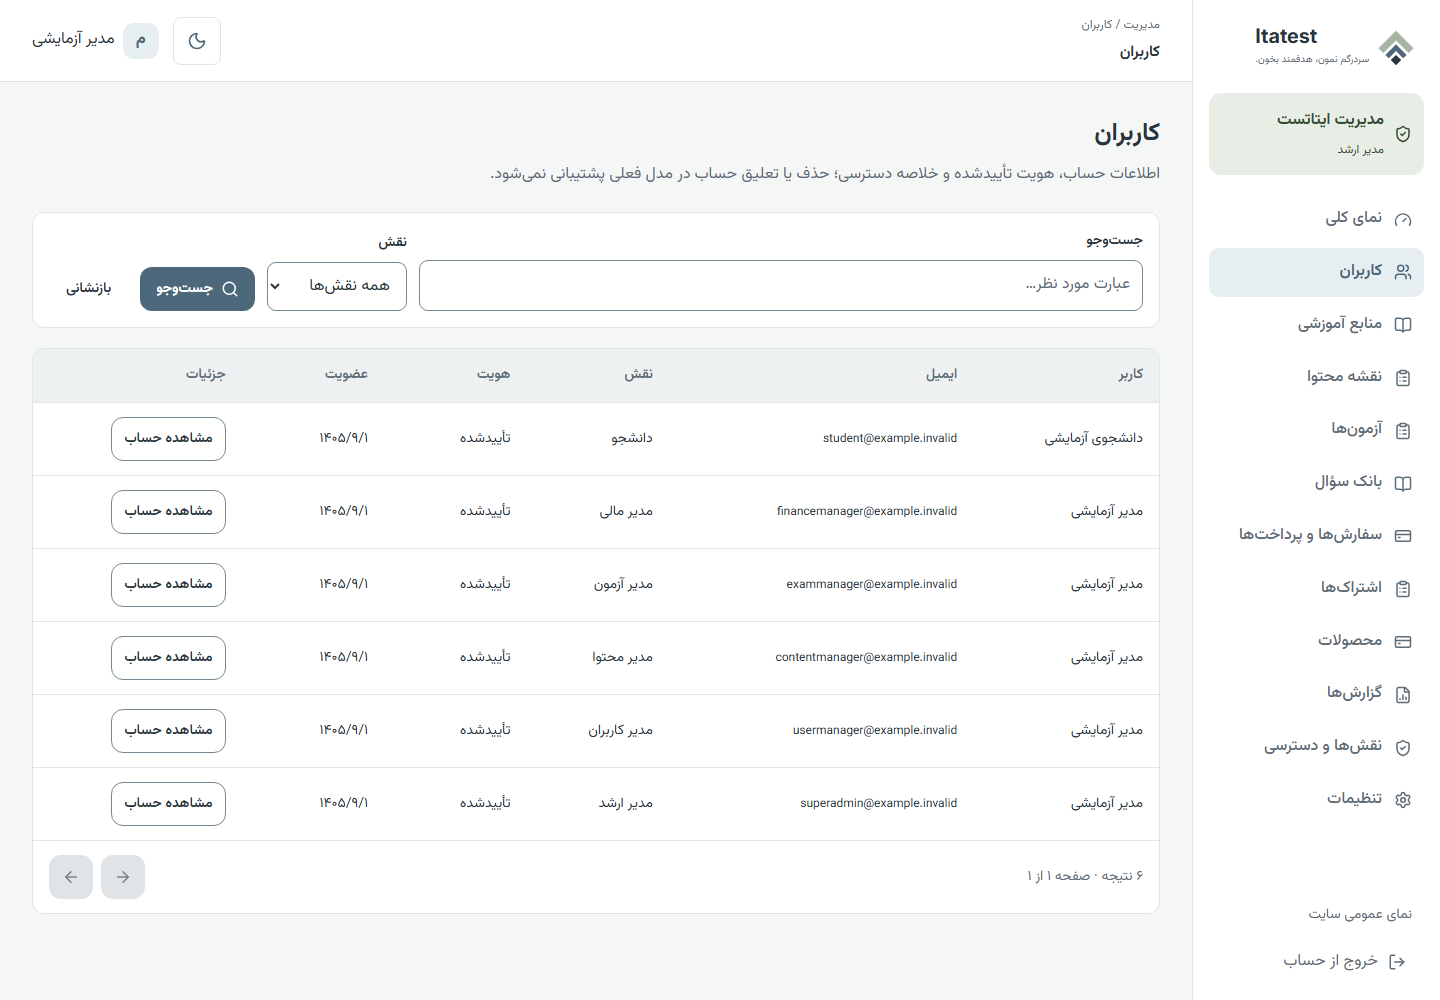 Itatest
سردرگم نمون، هدفمند بخون.
مدیریت ایتاتست
مدیر ارشد
نمای کلی
کاربران
منابع آموزشی
نقشه محتوا
آزمون‌ها
بانک سؤال
سفارش‌ها و پرداخت‌ها
اشتراک‌ها
محصولات
گزارش‌ها
نقش‌ها و دسترسی
تنظیمات
نمای عمومی سایت
خروج از حساب
مدیریت / کاربران
کاربران
م مدیر آزمایشی
کاربران
اطلاعات حساب، هویت تأییدشده و خلاصه دسترسی؛ حذف یا تعلیق حساب در مدل فعلی پشتیبانی نمی‌شود.
جست‌وجو نقش
عبارت مورد نظر... همه نقش‌ها جست‌وجو بازنشانی
کاربر ایمیل نقش هویت عضویت جزئیات
دانشجوی آزمایشی student@example.invalid دانشجو تأییدشده ۱۴۰۵/۹/۱ مشاهده حساب
مدیر آزمایشی financemanager@example.invalid مدیر مالی تأییدشده ۱۴۰۵/۹/۱ مشاهده حساب
مدیر آزمایشی exammanager@example.invalid مدیر آزمون تأییدشده ۱۴۰۵/۹/۱ مشاهده حساب
مدیر آزمایشی contentmanager@example.invalid مدیر محتوا تأییدشده ۱۴۰۵/۹/۱ مشاهده حساب
مدیر آزمایشی usermanager@example.invalid مدیر کاربران تأییدشده ۱۴۰۵/۹/۱ مشاهده حساب
مدیر آزمایشی superadmin@example.invalid مدیر ارشد تأییدشده ۱۴۰۵/۹/۱ مشاهده حساب
۶ نتیجه · صفحه ۱ از ۱